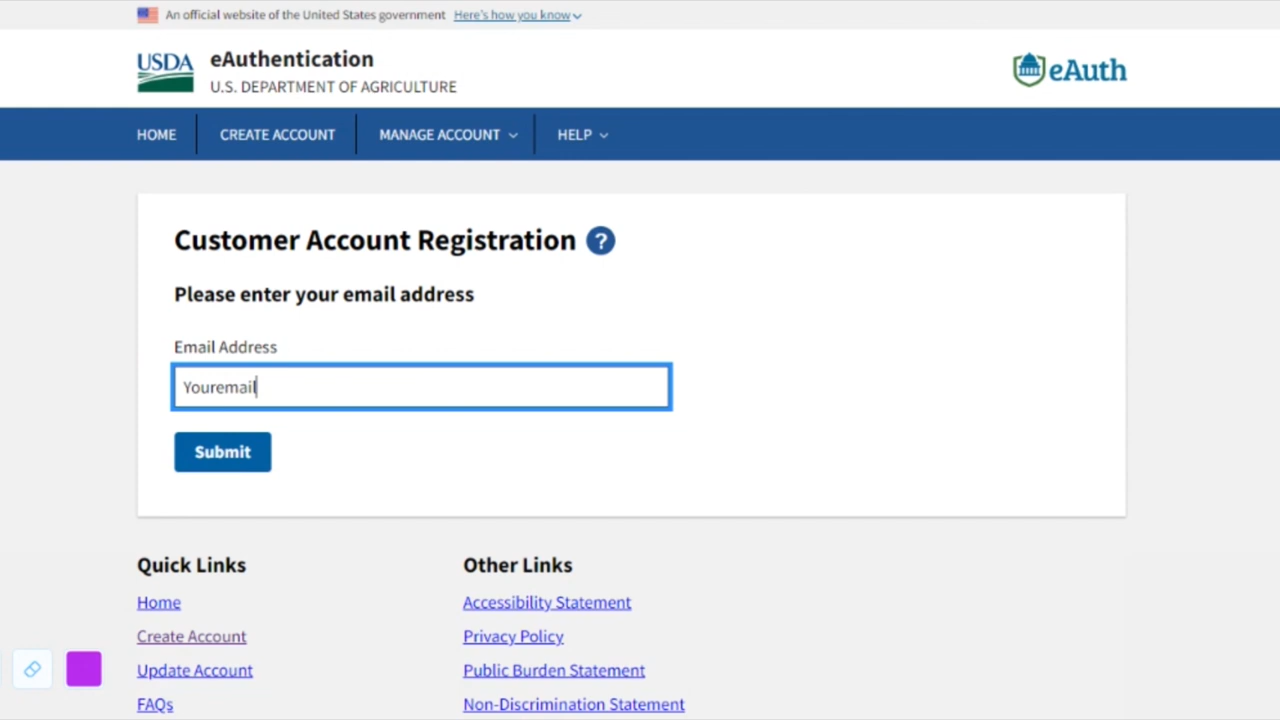 An official website of the United States government Here's how you know
USDA
eAuthentication
U.S. DEPARTMENT OF AGRICULTURE
eAuth
HOME CREATE ACCOUNT MANAGE ACCOUNT HELP
Customer Account Registration ?
Please enter your email address
Email Address
Youremail
Submit
Quick Links
Home
Create Account
Update Account
FAQs
Other Links
Accessibility Statement
Privacy Policy
Public Burden Statement
Non-Discrimination Statement